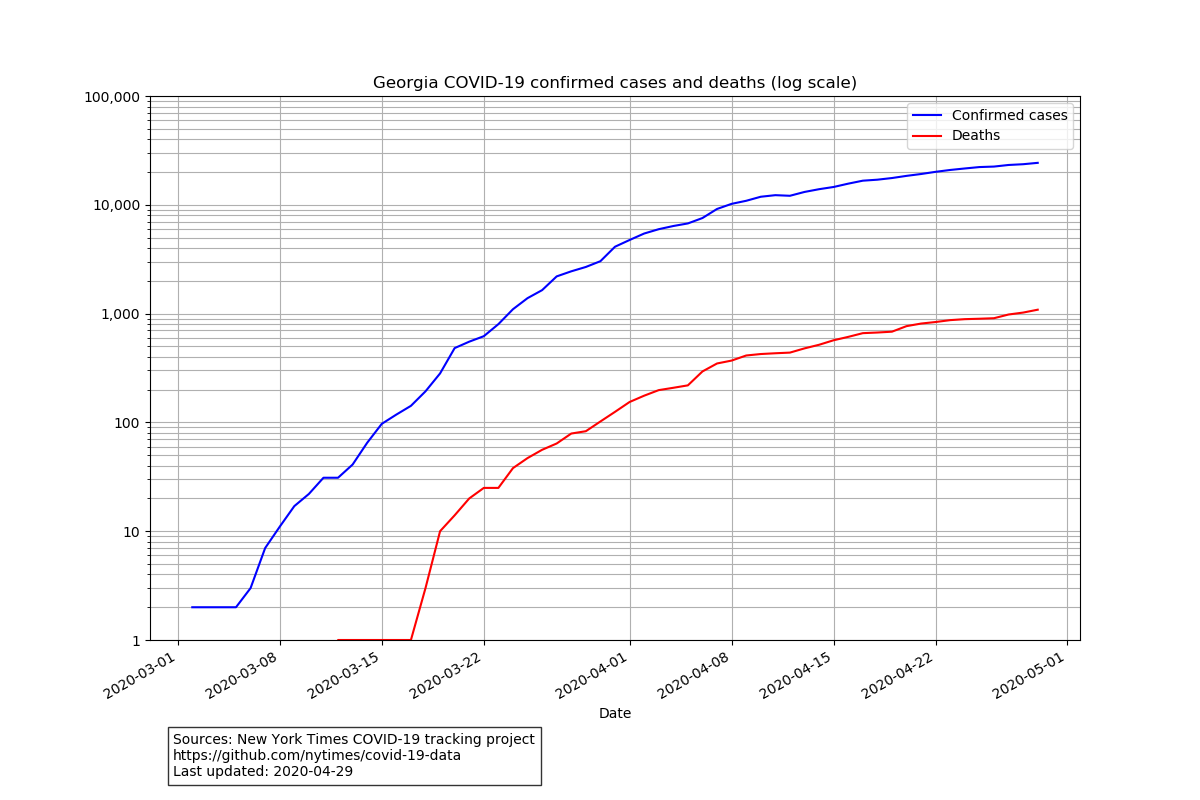 Georgia COVID-19 confirmed cases and deaths (log scale)
100,000
10,000
1,000
100
10
1
Confirmed cases
Deaths
2020-03-01
2020-03-08
2020-03-15
2020-03-22
2020-04-01
2020-04-08
2020-04-15
2020-04-22
2020-05-01
Date
Sources: New York Times COVID-19 tracking project
https://github.com/nytimes/covid-19-data
Last updated: 2020-04-29